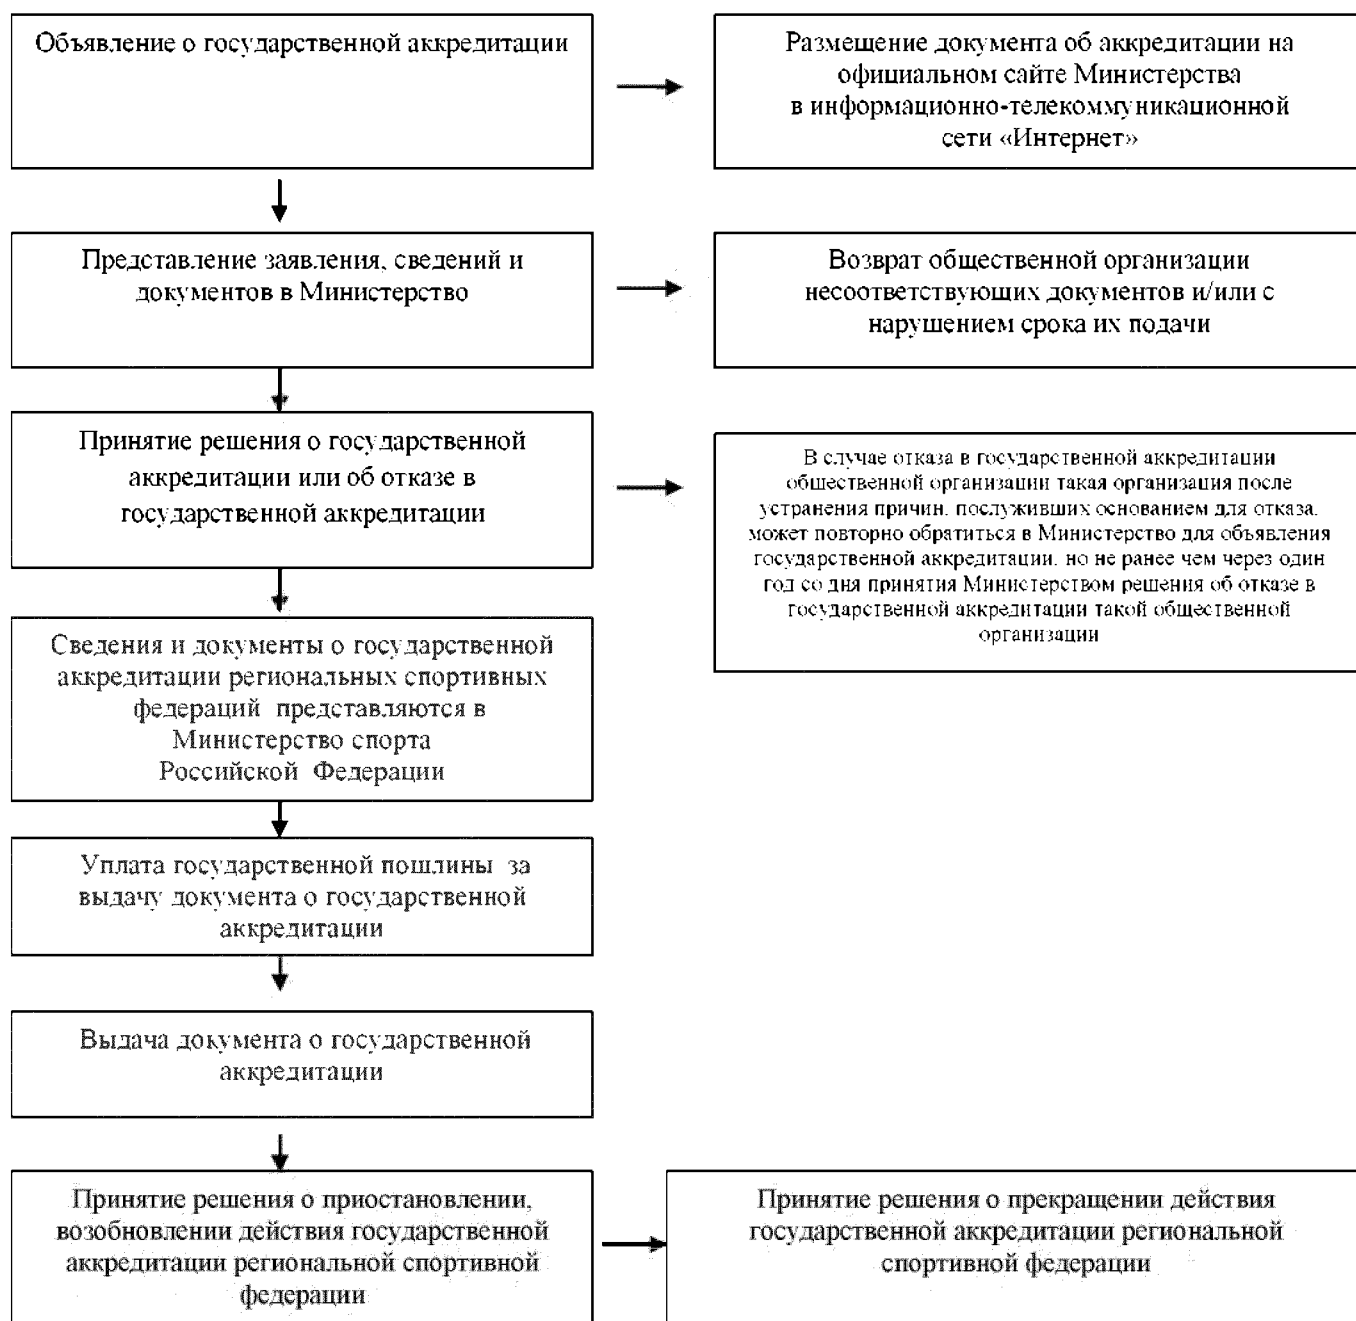 Объявление о государственной аккредитации
Размещение документа об аккредитации на
официальном сайте Министерства
в информационно-телекоммуникационной
сети «Интернет»
Представление заявления, сведений и
документов в Министерство
Возврат общественной организации
несоответствующих документов и/или с
нарушением срока их подачи
Принятие решения о государственной
аккредитации или об отказе в
государственной аккредитации
В случае отказа в государственной аккредитации
общественной организации такая организация после
устранения причин, послуживших основанием для отказа,
может повторно обратиться в Министерство для объявления
государственной аккредитации, но не ранее чем через один
год со дня принятия Министерством решения об отказе в
государственной аккредитации такой общественной
организации
Сведения и документы о государственной
аккредитации региональных спортивных
федераций представляются в
Министерство спорта
Российской Федерации
Уплата государственной пошлины за
выдачу документа о государственной
аккредитации
Выдача документа о государственной
аккредитации
Принятие решения о приостановлении,
возобновлении действия государственной
аккредитации региональной спортивной
федерации
Принятие решения о прекращении действия
государственной аккредитации региональной
спортивной федерации